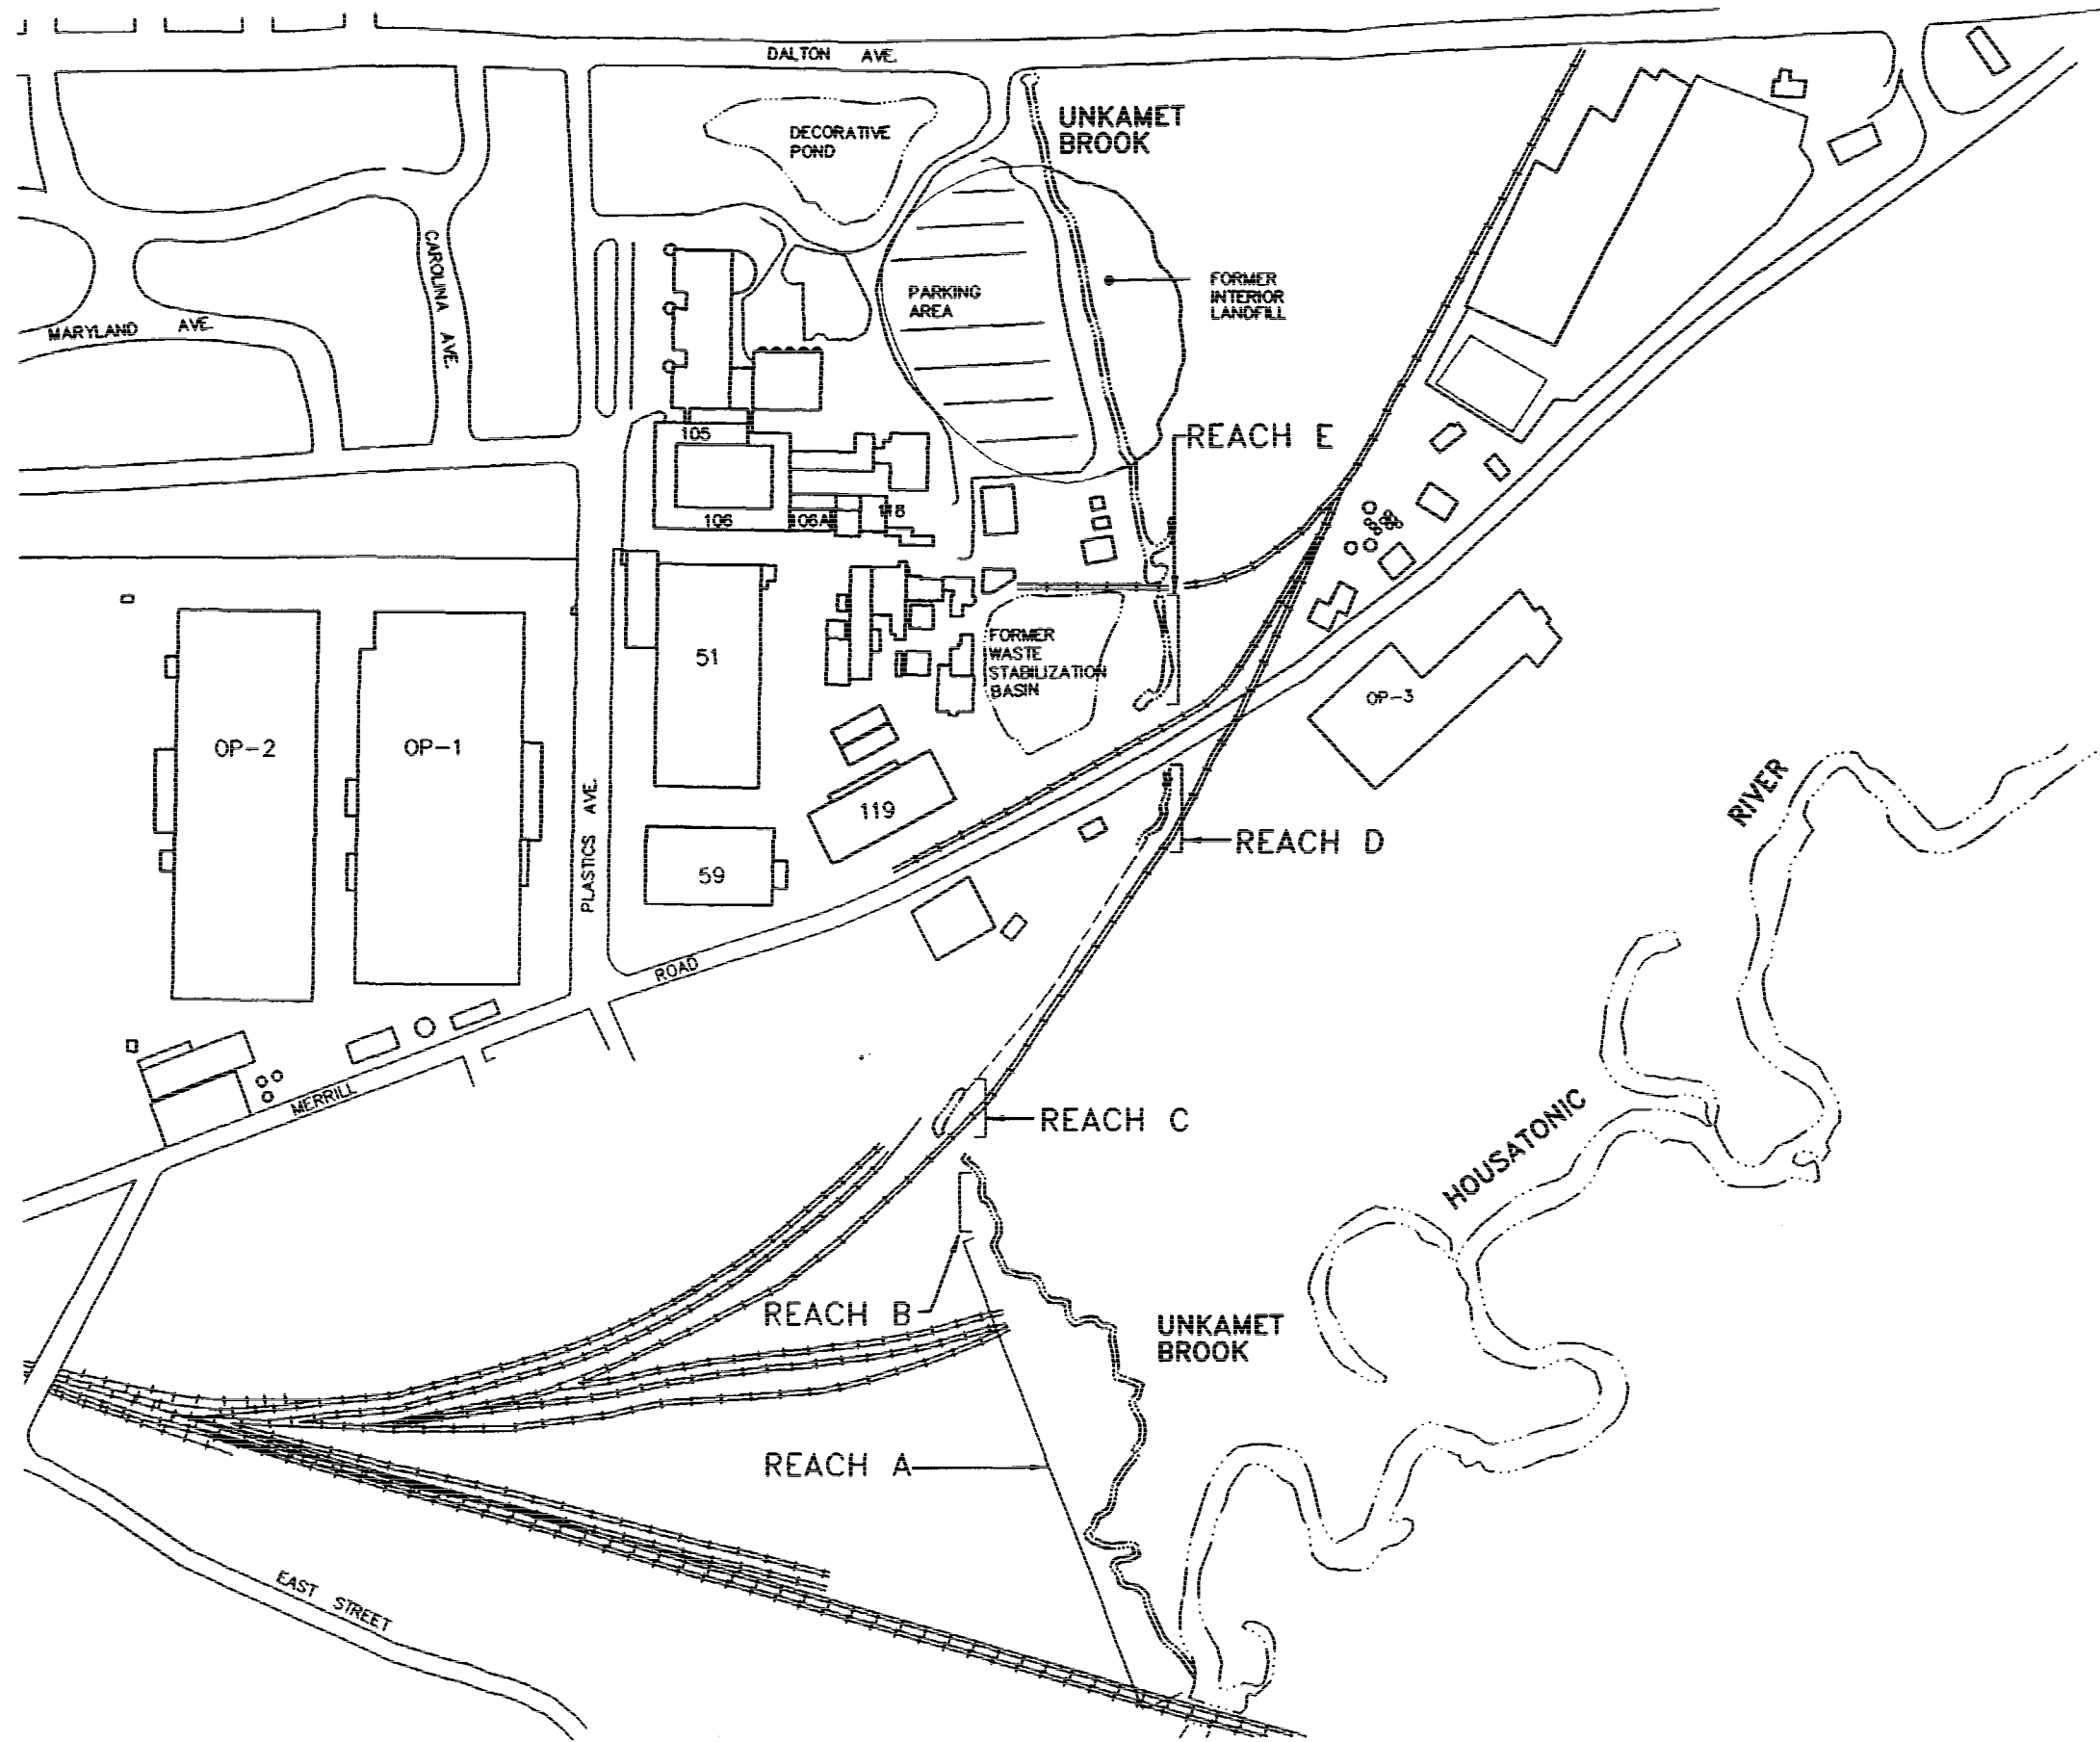 DALTON AVE.
UNKAMET
BROOK
DECORATIVE
POND
CAROLINA AVE.
MARYLAND AVE.
PARKING
AREA
FORMER
INTERIOR
LANDFILL
REACH E
105
106
106A
118
51
FORMER
WASTE
STABILIZATION
BASIN
OP-3
OP-2
OP-1
PLASTICS AVE.
119
59
REACH D
RIVER
ROAD
MERRILL
REACH C
HOUSATONIC
REACH B
UNKAMET
BROOK
REACH A
EAST STREET